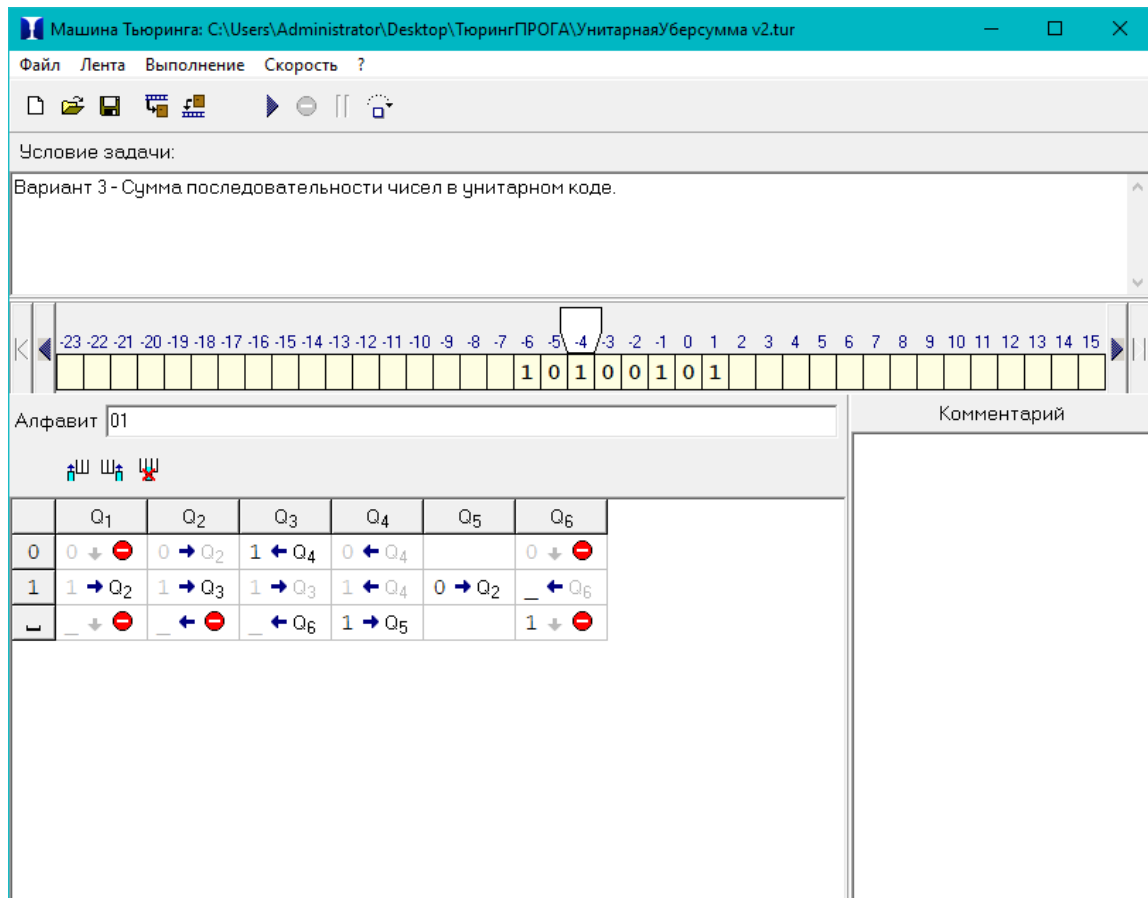 Машина Тьюринга: C:\Users\Administrator\Desktop\ТюрингПРОГА\УнитарнаяУберсумма v2.tur
Файл Лента Выполнение Скорость ?
Условие задачи:
Вариант 3 - Сумма последовательности чисел в унитарном коде.
-23 -22 -21 -20 -19 -18 -17 -16 -15 -14 -13 -12 -11 -10 -9 -8 -7 -6 -5 -4 -3 -2 -1 0 1 2 3 4 5 6 7 8 9 10 11 12 13 14 15
1 0 1 0 0 1 0 1
Алфавит 01
Комментарий
Q1 Q2 Q3 Q4 Q5 Q6
0 0 ↓ 0 → Q2 1 ← Q4 0 ← Q4 0 ↓
1 1 → Q2 1 → Q3 1 → Q3 1 ← Q4 0 → Q2 _ ← Q6
_ _ ↓ _ ← _ ← Q6 1 → Q5 1 ↓